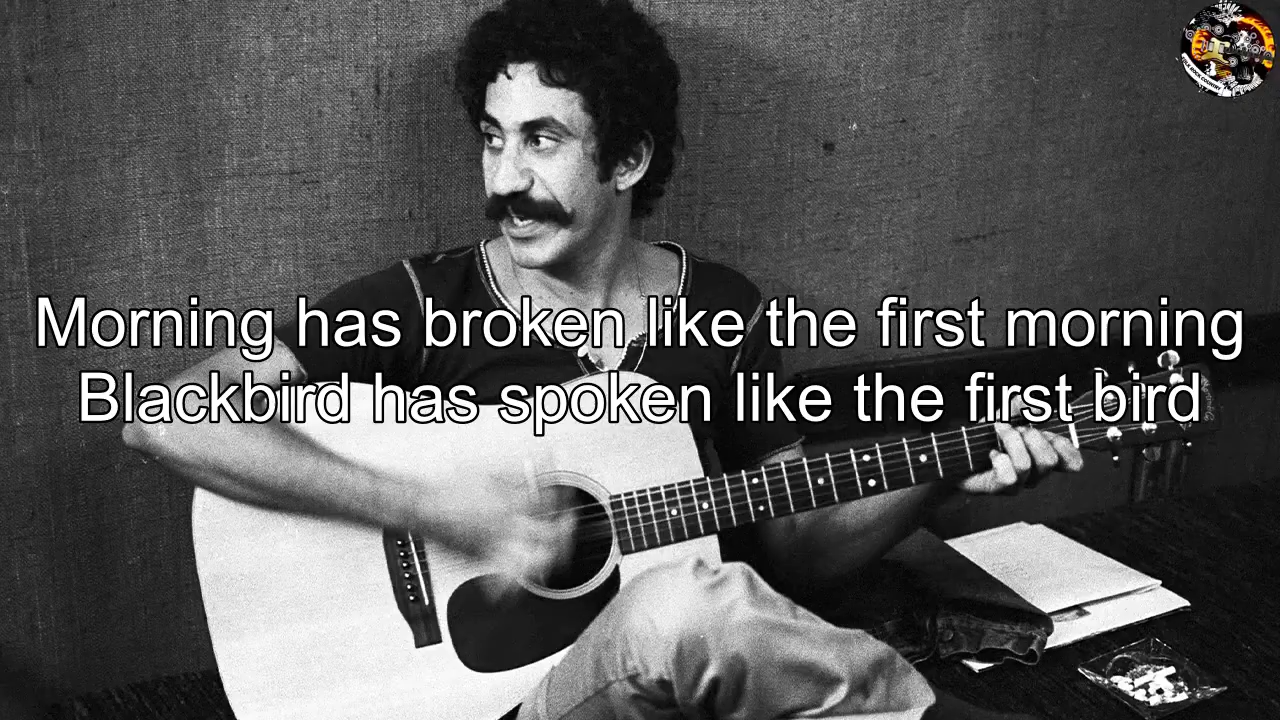 Morning has broken like the first morning
Blackbird has spoken like the first bird